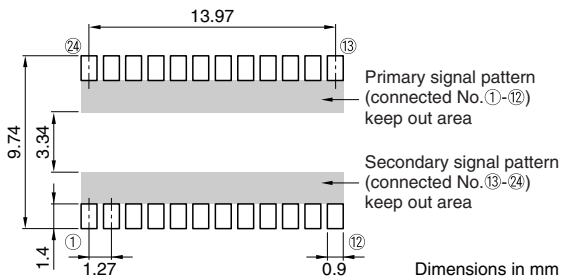 13.97
㉔
⑬
Primary signal pattern
(connected No.①-⑫)
keep out area
9.74
3.34
Secondary signal pattern
(connected No.⑬-㉔)
keep out area
1.4
①
⑫
1.27
0.9
Dimensions in mm